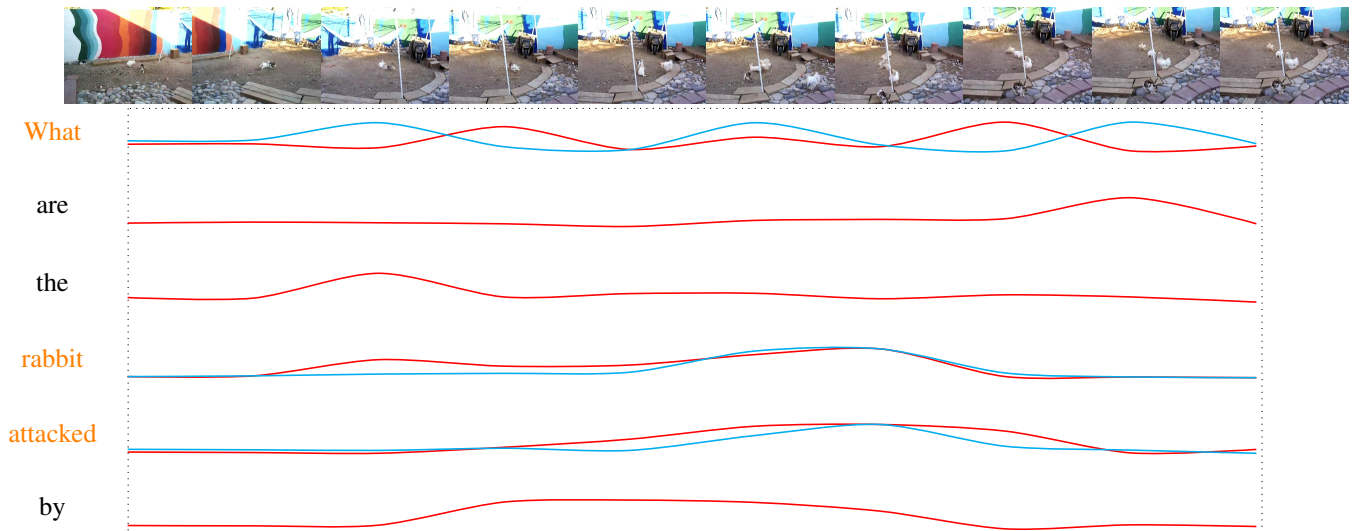 What
are
the
rabbit
attacked
by